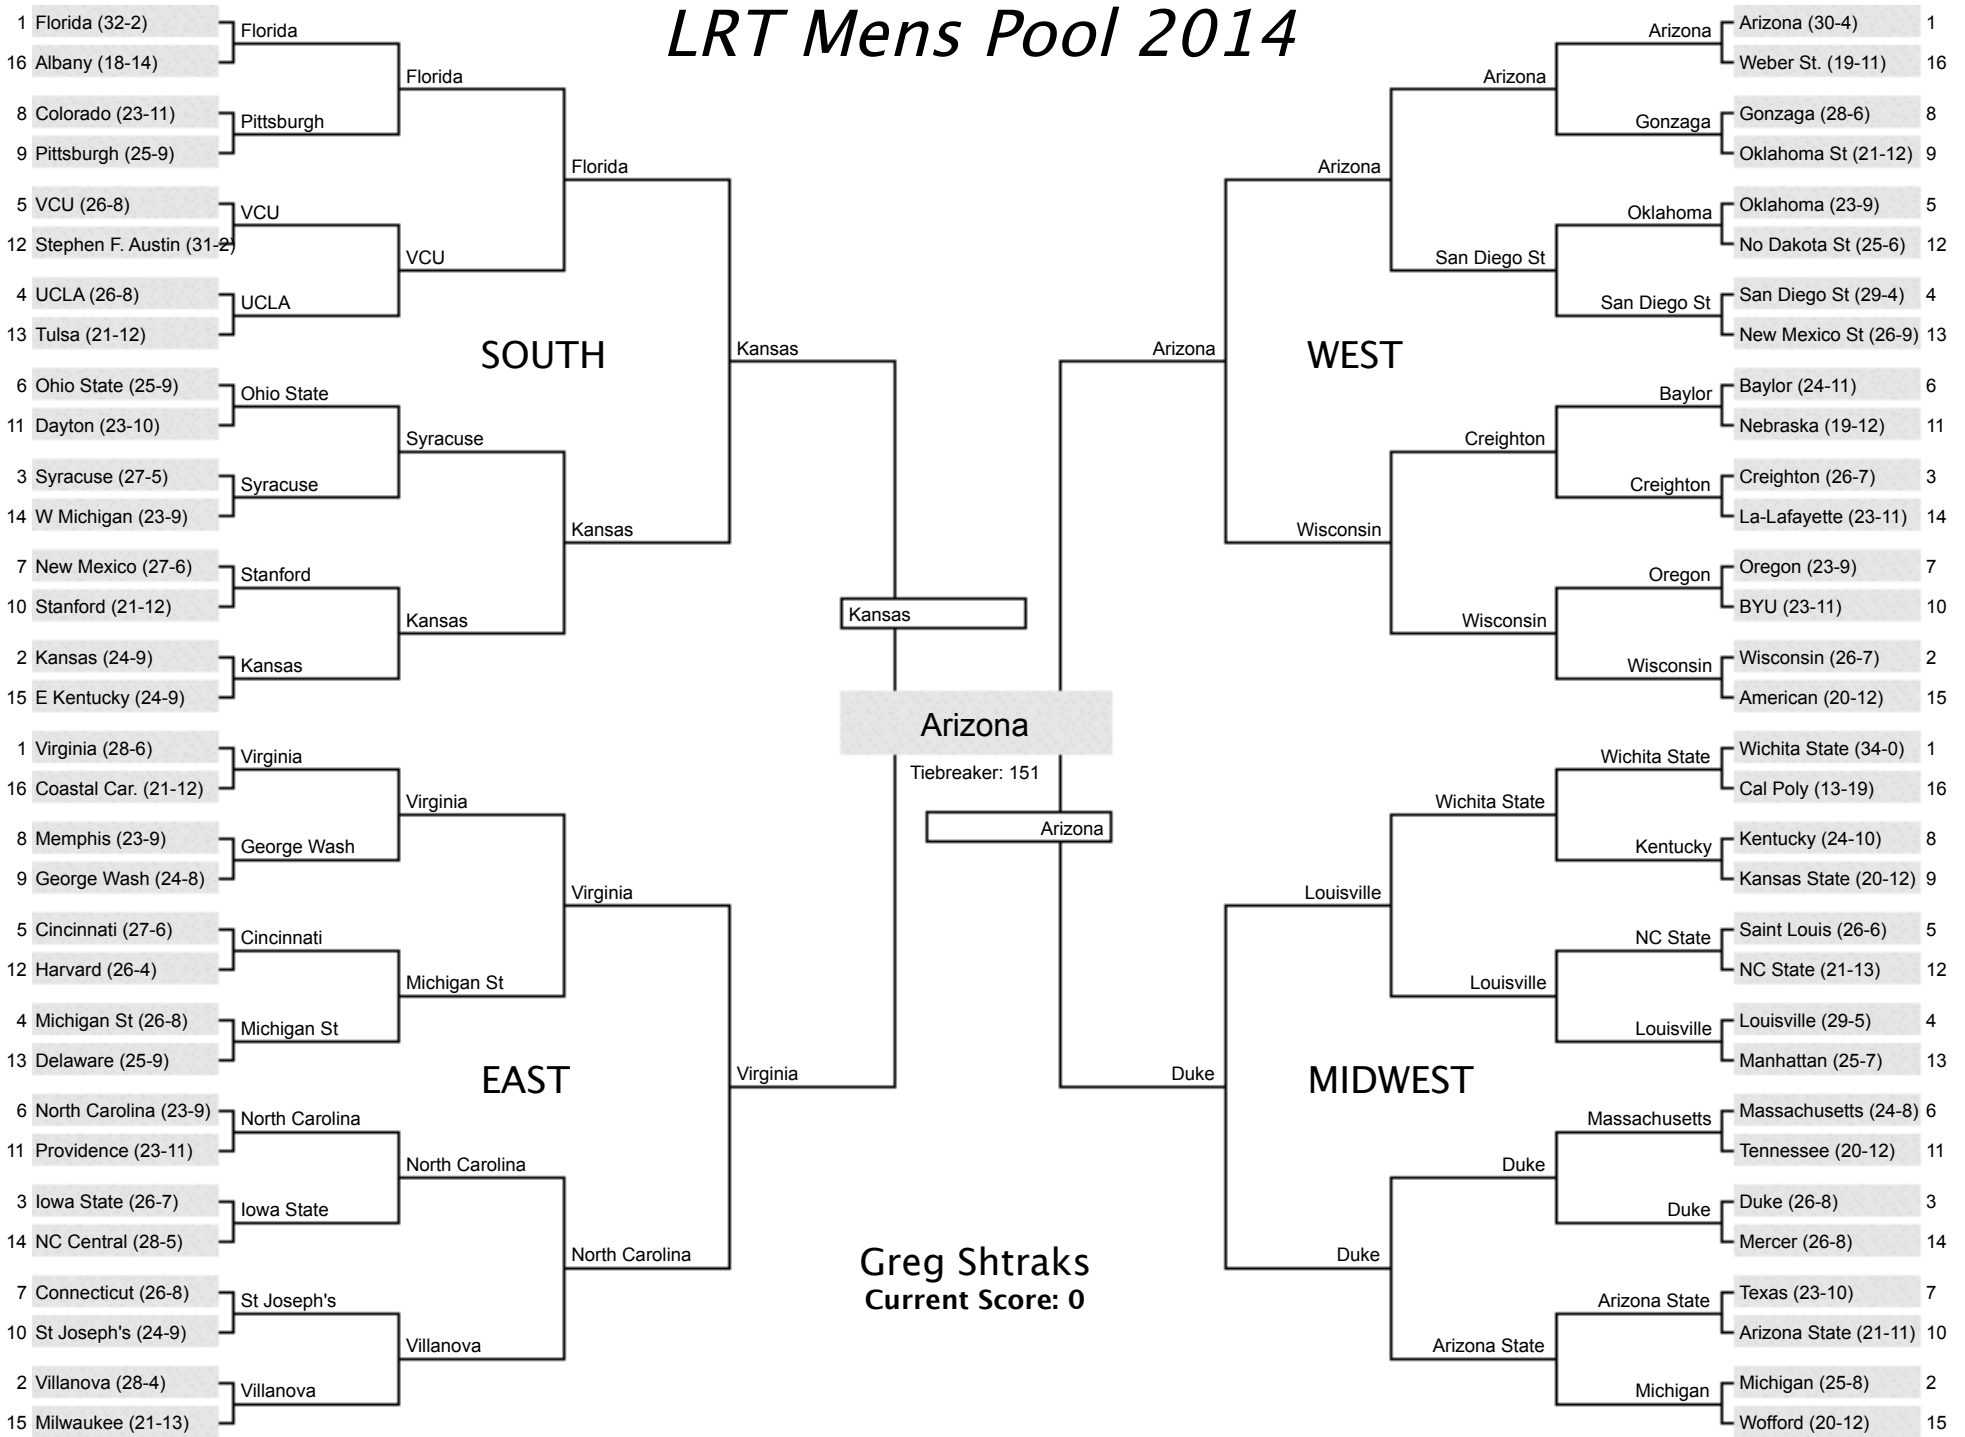 LRT Mens Pool 2014
1 Florida (32-2)
16 Albany (18-14)
8 Colorado (23-11)
9 Pittsburgh (25-9)
5 VCU (26-8)
12 Stephen F. Austin (31-2)
4 UCLA (26-8)
13 Tulsa (21-12)
6 Ohio State (25-9)
11 Dayton (23-10)
3 Syracuse (27-5)
14 W Michigan (23-9)
7 New Mexico (27-6)
10 Stanford (21-12)
2 Kansas (24-9)
15 E Kentucky (24-9)
Florida
Pittsburgh
VCU
UCLA
Ohio State
Syracuse
Stanford
Kansas
Florida
VCU
Syracuse
Kansas
Florida
Kansas
SOUTH
Kansas
1 Virginia (28-6)
16 Coastal Car. (21-12)
8 Memphis (23-9)
9 George Wash (24-8)
5 Cincinnati (27-6)
12 Harvard (26-4)
4 Michigan St (26-8)
13 Delaware (25-9)
6 North Carolina (23-9)
11 Providence (23-11)
3 Iowa State (26-7)
14 NC Central (28-5)
7 Connecticut (26-8)
10 St Joseph's (24-9)
2 Villanova (28-4)
15 Milwaukee (21-13)
Virginia
George Wash
Cincinnati
Michigan St
North Carolina
Iowa State
St Joseph's
Villanova
Virginia
Michigan St
North Carolina
Villanova
Virginia
North Carolina
EAST
Virginia
Kansas
Arizona
Tiebreaker: 151
Arizona
Greg Shtraks
Current Score: 0
Arizona
WEST
Arizona
Wisconsin
Arizona
San Diego St
Creighton
Wisconsin
Arizona
Gonzaga
Oklahoma
San Diego St
Baylor
Creighton
Oregon
Wisconsin
Arizona (30-4) 1
Weber St. (19-11) 16
Gonzaga (28-6) 8
Oklahoma St (21-12) 9
Oklahoma (23-9) 5
No Dakota St (25-6) 12
San Diego St (29-4) 4
New Mexico St (26-9) 13
Baylor (24-11) 6
Nebraska (19-12) 11
Creighton (26-7) 3
La-Lafayette (23-11) 14
Oregon (23-9) 7
BYU (23-11) 10
Wisconsin (26-7) 2
American (20-12) 15
Duke
MIDWEST
Louisville
Duke
Wichita State
Louisville
Duke
Arizona State
Wichita State
Kentucky
NC State
Louisville
Massachusetts
Duke
Arizona State
Michigan
Wichita State (34-0) 1
Cal Poly (13-19) 16
Kentucky (24-10) 8
Kansas State (20-12) 9
Saint Louis (26-6) 5
NC State (21-13) 12
Louisville (29-5) 4
Manhattan (25-7) 13
Massachusetts (24-8) 6
Tennessee (20-12) 11
Duke (26-8) 3
Mercer (26-8) 14
Texas (23-10) 7
Arizona State (21-11) 10
Michigan (25-8) 2
Wofford (20-12) 15